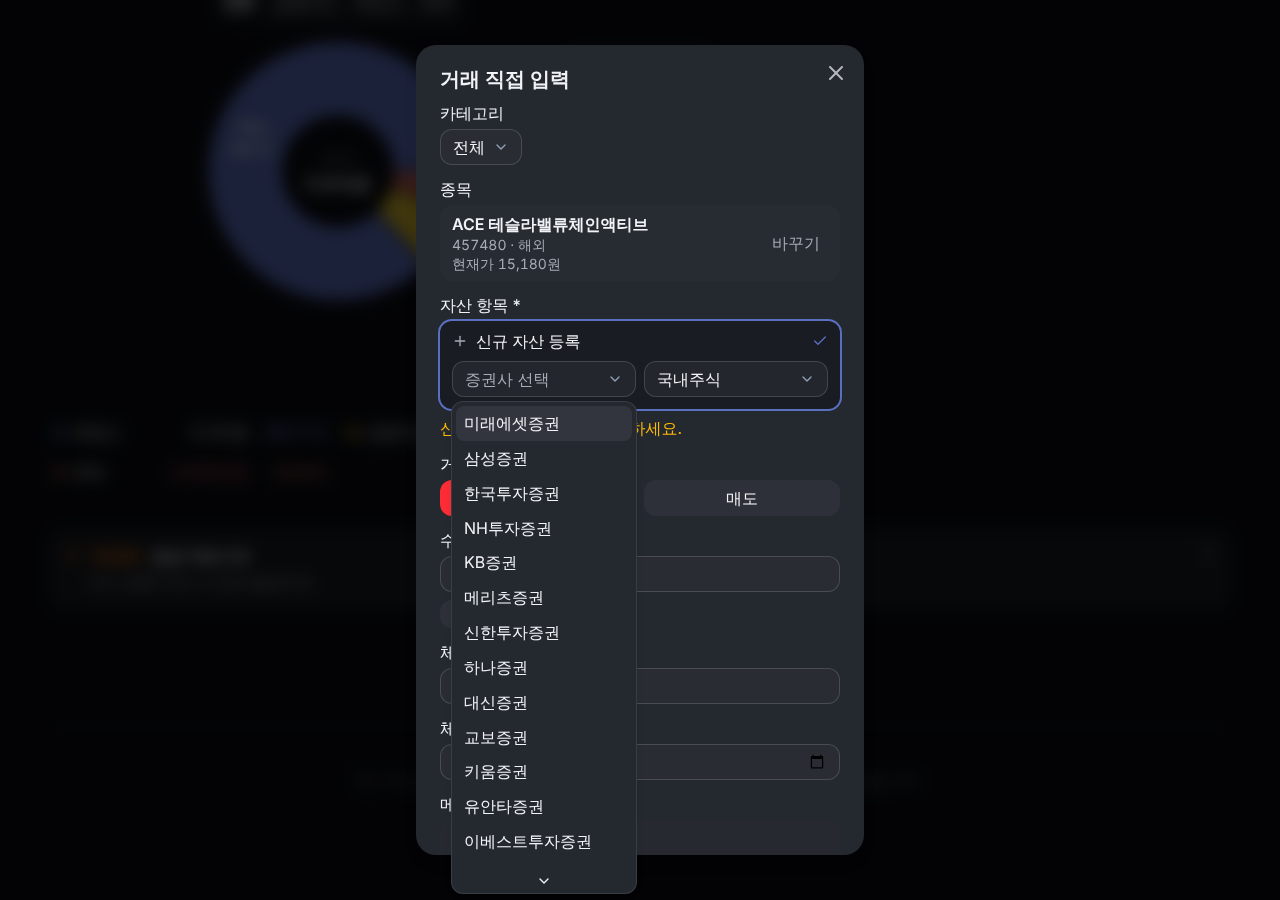 거래 직접 입력
카테고리
전체
종목
ACE 테슬라밸류체인액티브
457480 · 해외
현재가 15,180원
바꾸기
자산 항목 *
신규 자산 등록
증권사 선택
국내주식
미래에셋증권
하세요.
삼성증권
한국투자증권
매도
NH투자증권
KB증권
메리츠증권
신한투자증권
하나증권
대신증권
교보증권
키움증권
유안타증권
이베스트투자증권